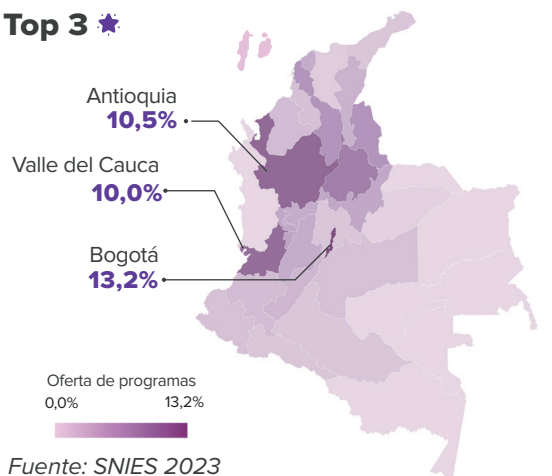 Top 3
Antioquia
10,5%
Valle del Cauca
10,0%
Bogotá
13,2%
Oferta de programas
0,0% 13,2%
Fuente: SNIES 2023